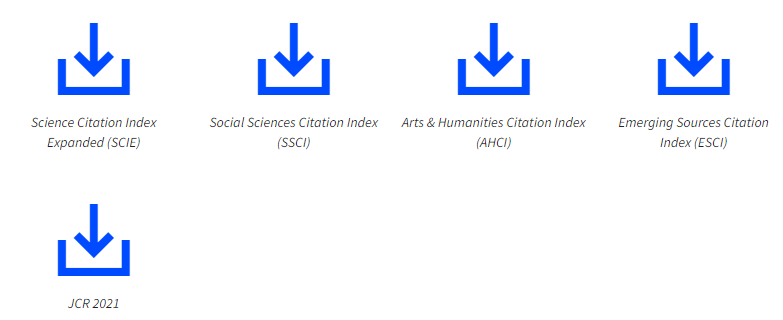 Science Citation Index
Expanded (SCIE)
Social Sciences Citation Index
(SSCI)
Arts & Humanities Citation Index
(AHCI)
Emerging Sources Citation
Index (ESCI)
JCR 2021